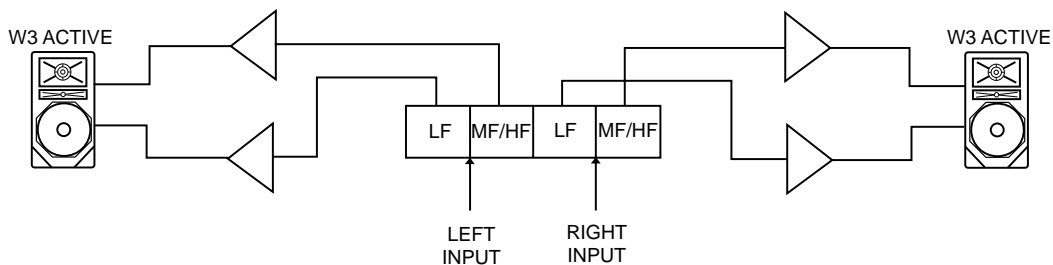 W3 ACTIVE
W3 ACTIVE
LF
MF/HF
LF
MF/HF
LEFT
INPUT
RIGHT
INPUT